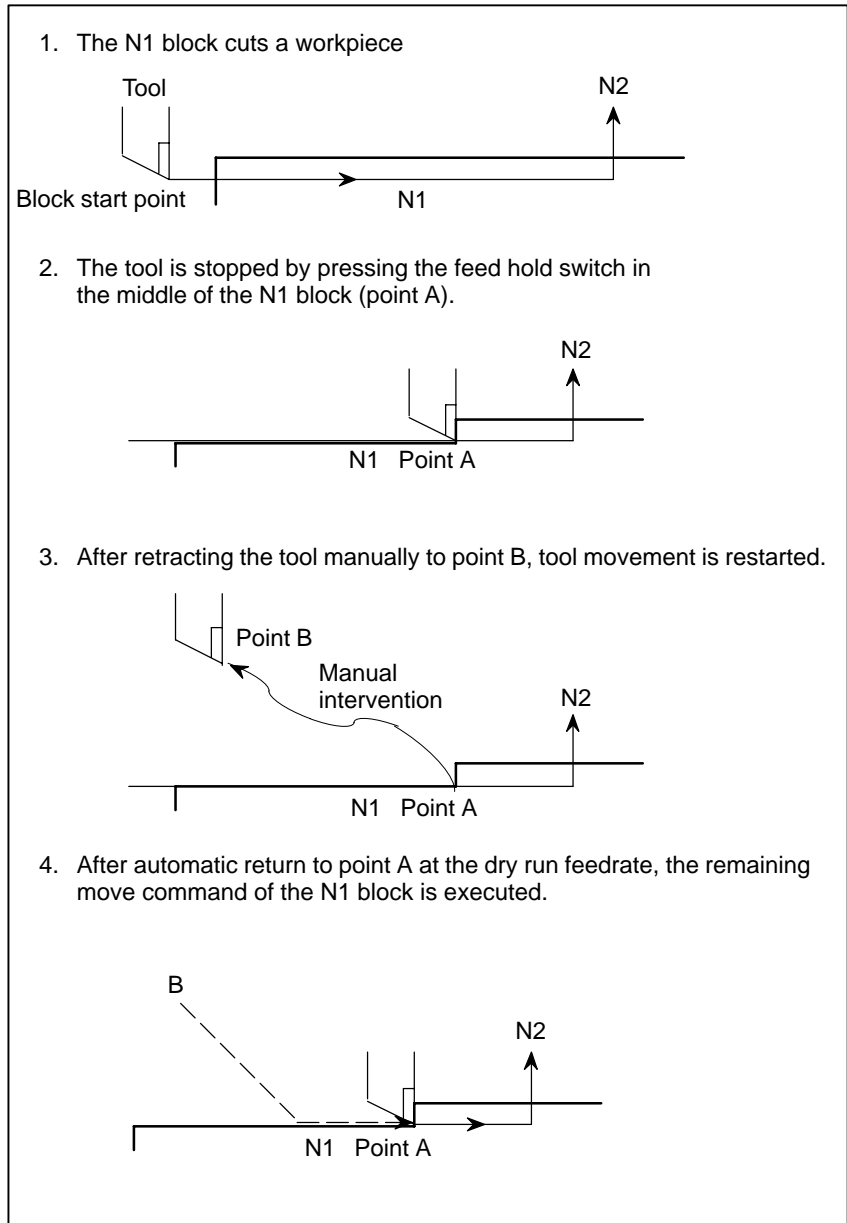 1. The N1 block cuts a workpiece
Tool
N2
Block start point
N1
2. The tool is stopped by pressing the feed hold switch in
the middle of the N1 block (point A).
N2
N1 Point A
3. After retracting the tool manually to point B, tool movement is restarted.
Point B
Manual
intervention
N2
N1 Point A
4. After automatic return to point A at the dry run feedrate, the remaining
move command of the N1 block is executed.
B
N2
N1 Point A